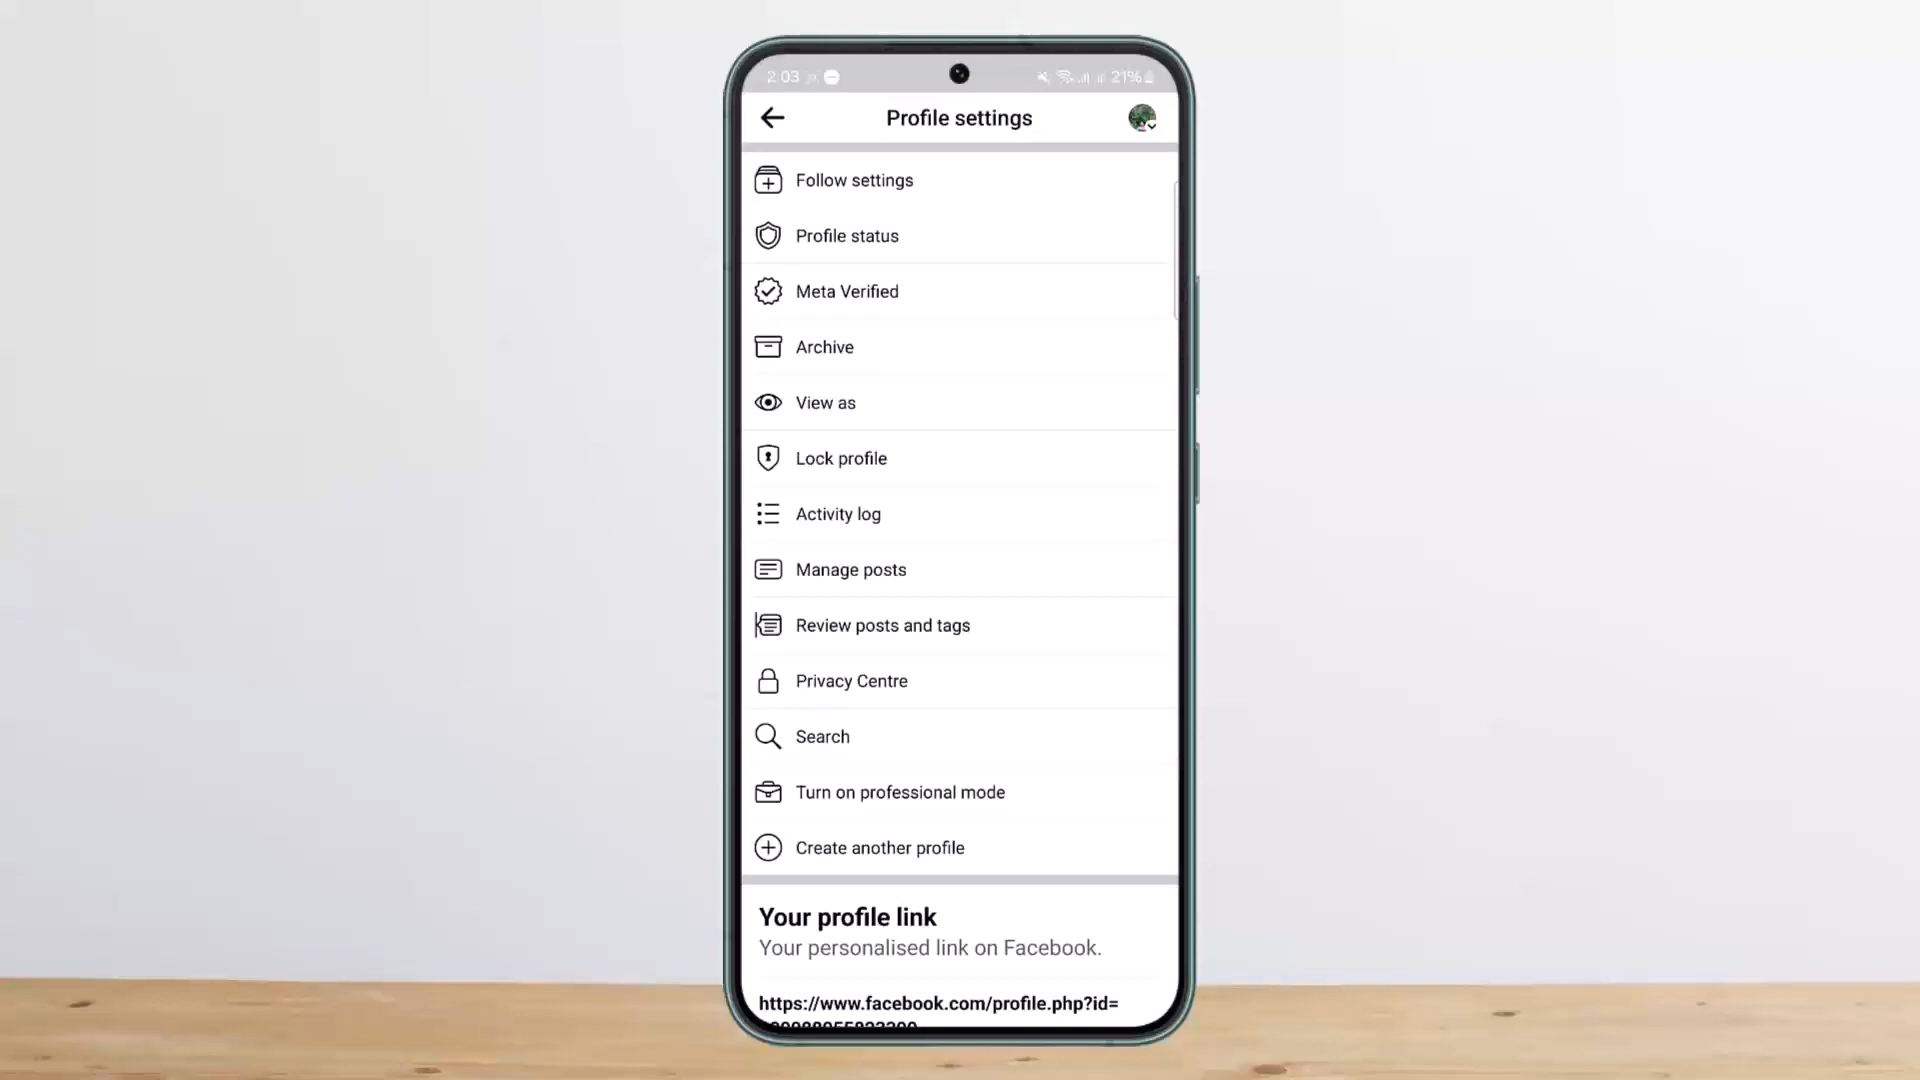 2:03
21%
Profile settings
Follow settings
Profile status
Meta Verified
Archive
View as
Lock profile
Activity log
Manage posts
Review posts and tags
Privacy Centre
Search
Turn on professional mode
Create another profile
Your profile link
Your personalised link on Facebook.
https://www.facebook.com/profile.php?id=